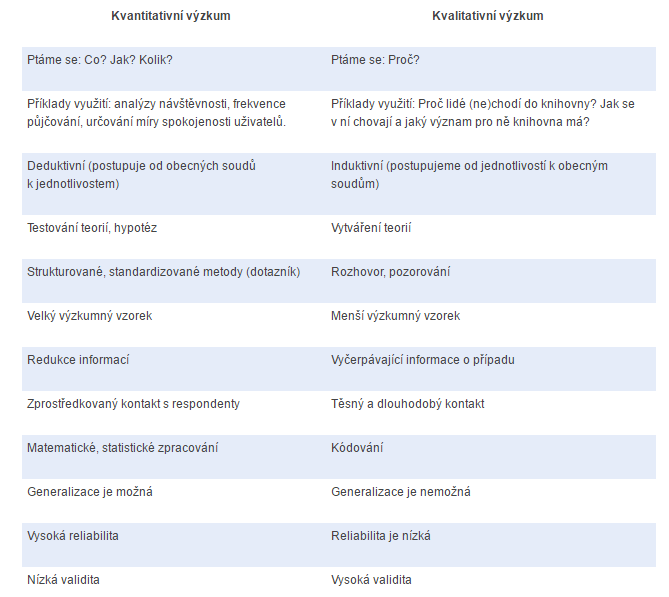 Kvantitativní výzkum
Kvalitativní výzkum
Ptáme se: Co? Jak? Kolik?
Ptáme se: Proč?
Příklady využití: analýzy návštěvnosti, frekvence
půjčování, určování míry spokojenosti uživatelů.
Příklady využití: Proč lidé (ne)chodí do knihovny? Jak se
v ní chovají a jaký význam pro ně knihovna má?
Deduktivní (postupuje od obecných soudů
k jednotlivostem)
Induktivní (postupujeme od jednotlivostí k obecným
soudům)
Testování teorií, hypotéz
Vytváření teorií
Strukturované, standardizované metody (dotazník)
Rozhovor, pozorování
Velký výzkumný vzorek
Menší výzkumný vzorek
Redukce informací
Vyčerpávající informace o případu
Zprostředkovaný kontakt s respondenty
Těsný a dlouhodobý kontakt
Matematické, statistické zpracování
Kódování
Generalizace je možná
Generalizace je nemožná
Vysoká reliabilita
Reliabilita je nízká
Nízká validita
Vysoká validita